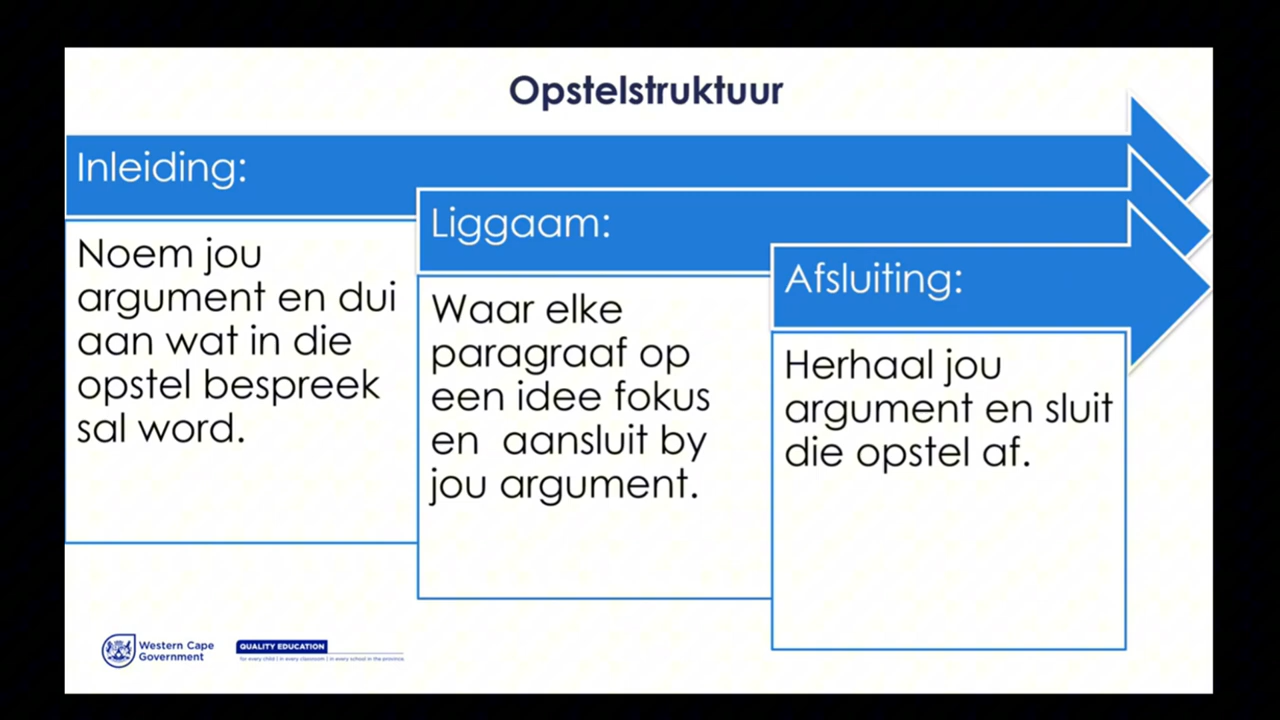 Opstelstruktuur
Inleiding:
Noem jou
argument en dui
aan wat in die
opstel bespreek
sal word.
Liggaam:
Waar elke
paragraaf op
een idee fokus
en  aansluit by
jou argument.
Afsluiting:
Herhaal jou
argument en sluit
die opstel af.
Western Cape
Government
QUALITY EDUCATION
for every child | in every classroom | in every school in the province